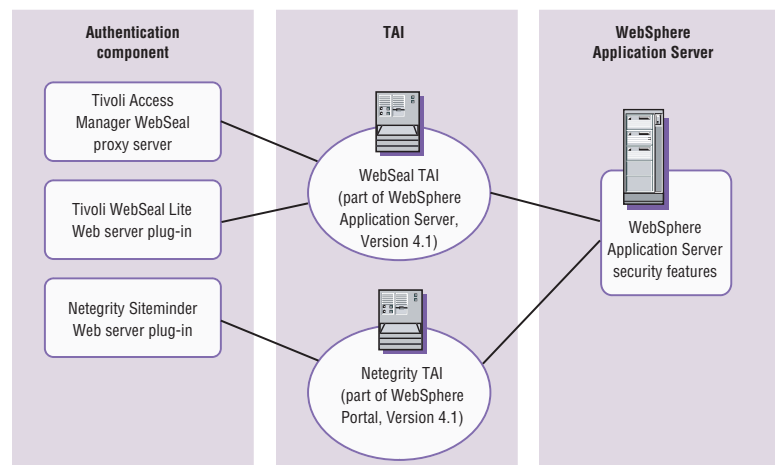 Authentication
component
Tivoli Access
Manager WebSeal
proxy server
Tivoli WebSeal Lite
Web server plug-in
Netegrity Siteminder
Web server plug-in
TAI
WebSeal TAI
(part of WebSphere
Application Server,
Version 4.1)
Netegrity TAI
(part of WebSphere
Portal, Version 4.1)
WebSphere
Application Server
WebSphere
Application Server
security features